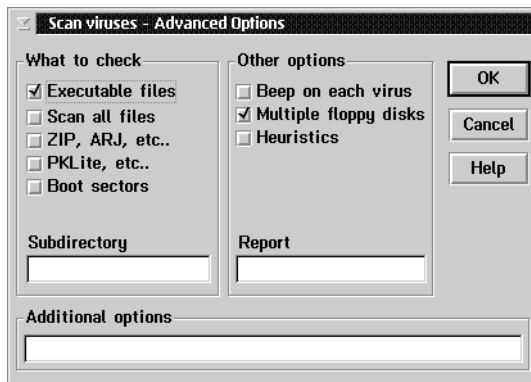 Scan viruses - Advanced Options
What to check
Executable files
Scan all files
ZIP, ARJ, etc..
PKLite, etc..
Boot sectors
Subdirectory
Other options
Beep on each virus
Multiple floppy disks
Heuristics
Report
OK
Cancel
Help
Additional options